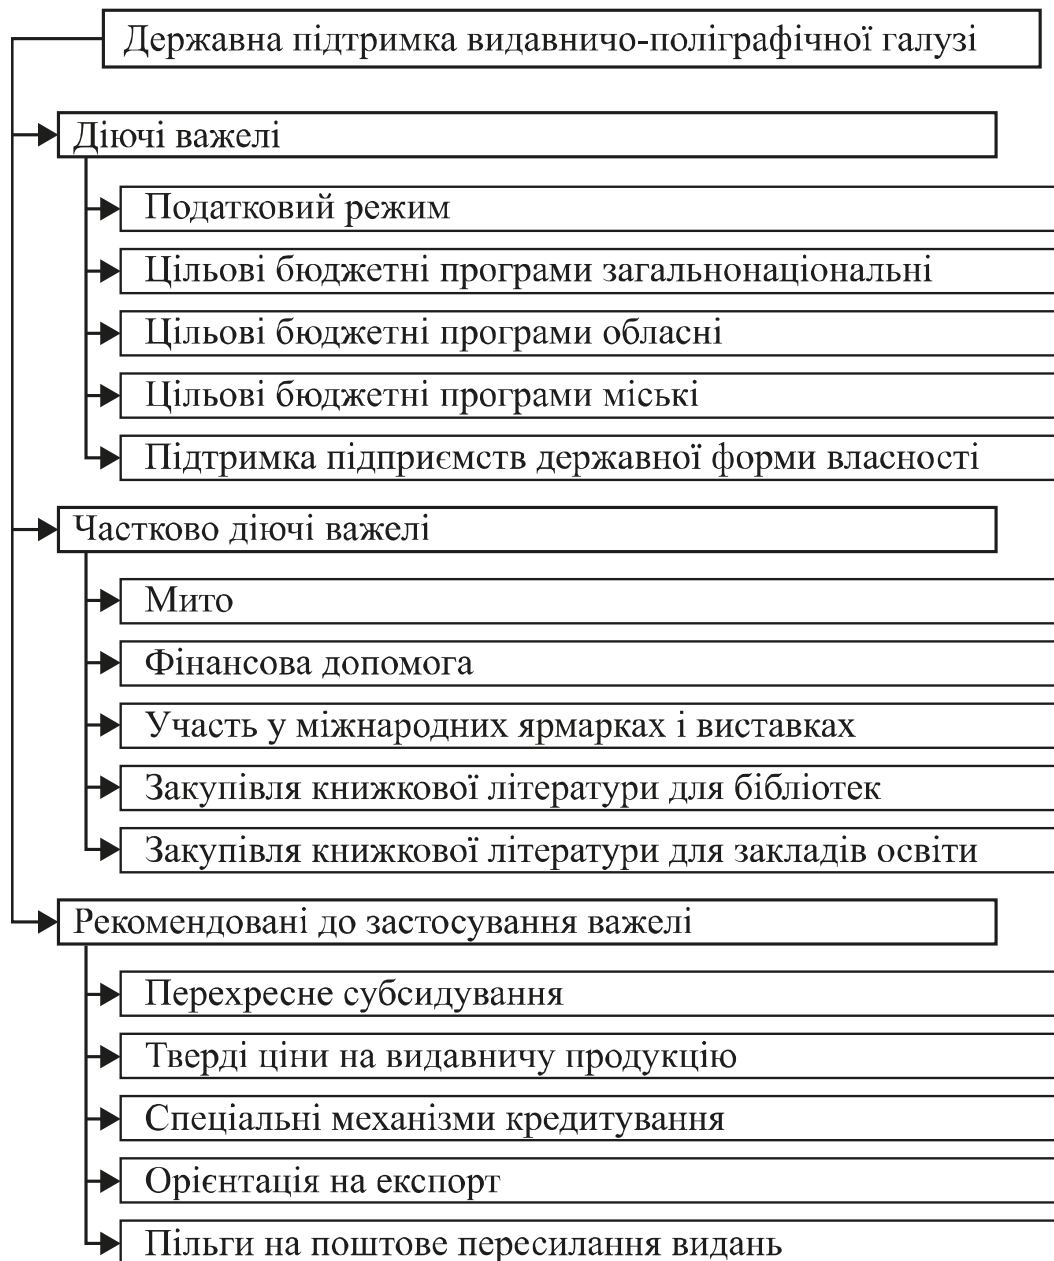 Державна підтримка видавничо-поліграфічної галузі
Діючі важелі
Податковий режим
Цільові бюджетні програми загальнонаціональні
Цільові бюджетні програми обласні
Цільові бюджетні програми міські
Підтримка підприємств державної форми власності
Частково діючі важелі
Мито
Фінансова допомога
Участь у міжнародних ярмарках і виставках
Закупівля книжкової літератури для бібліотек
Закупівля книжкової літератури для закладів освіти
Рекомендовані до застосування важелі
Перехресне субсидування
Тверді ціни на видавничу продукцію
Спеціальні механізми кредитування
Орієнтація на експорт
Пільги на поштове пересилання видань